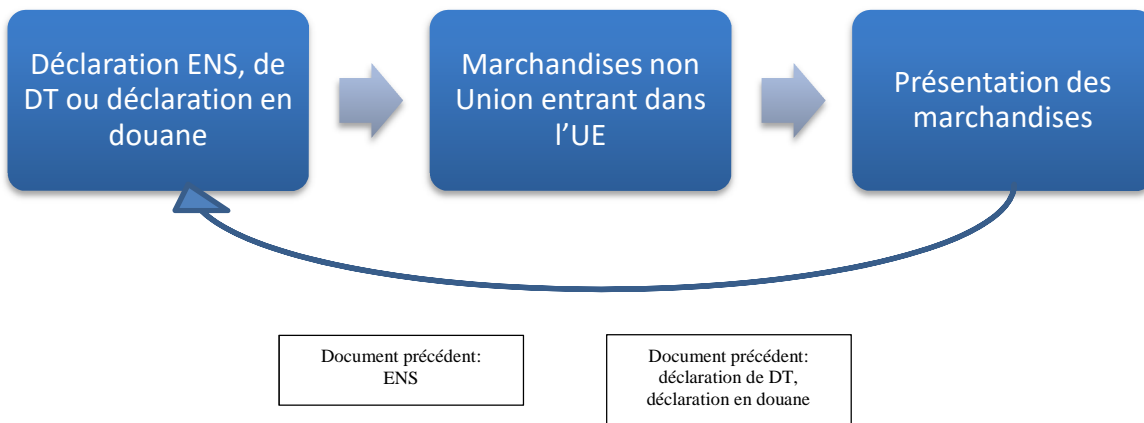 Déclaration ENS, de
DT ou déclaration en
douane
Marchandises non
Union entrant dans
l’UE
Présentation des
marchandises
Document précédent:
ENS
Document précédent:
déclaration de DT,
déclaration en douane